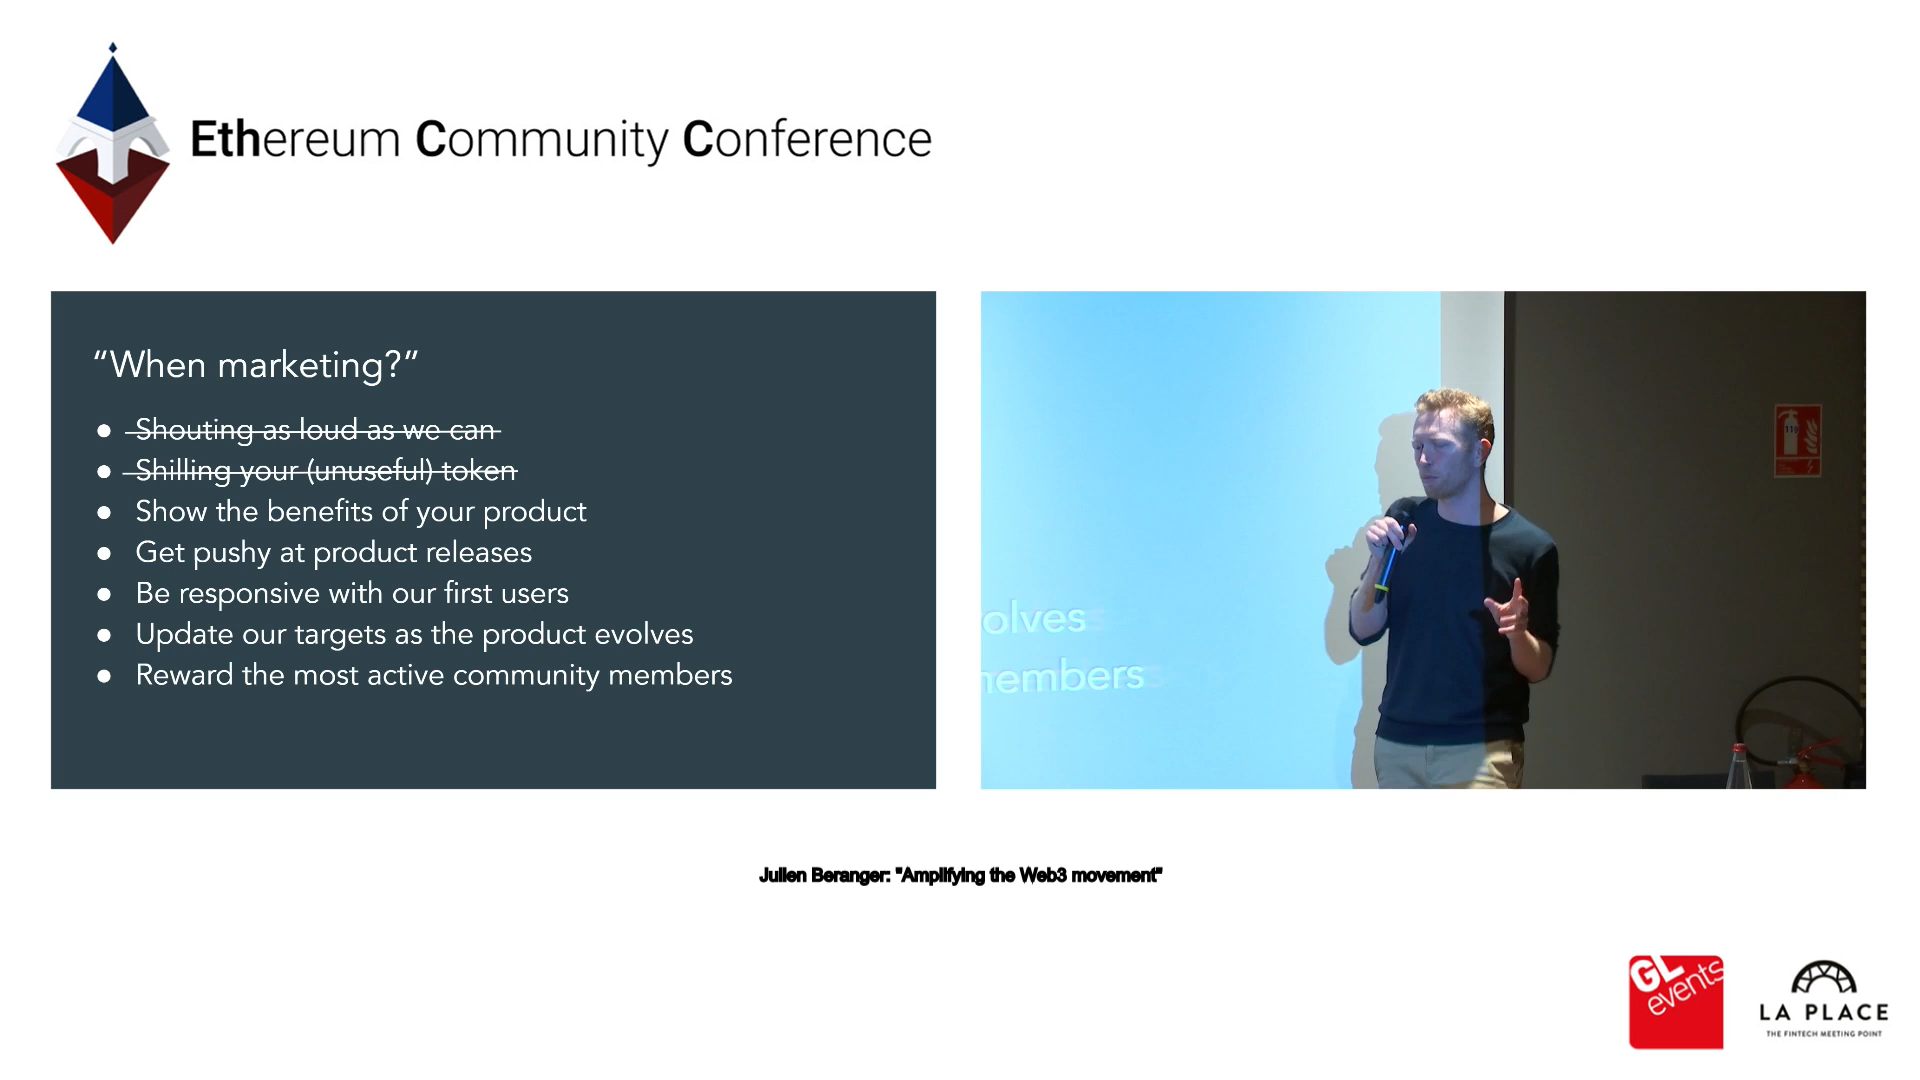 Ethereum Community Conference
“When marketing?”
● Shouting as loud as we can
● Shilling your (unuseful) token
● Show the benefits of your product
● Get pushy at product releases
● Be responsive with our first users
● Update our targets as the product evolves
● Reward the most active community members
olves
members
Julien Beranger: "Amplifying the Web3 movement"
GL
events
LA PLACE
THE FINTECH MEETING POINT